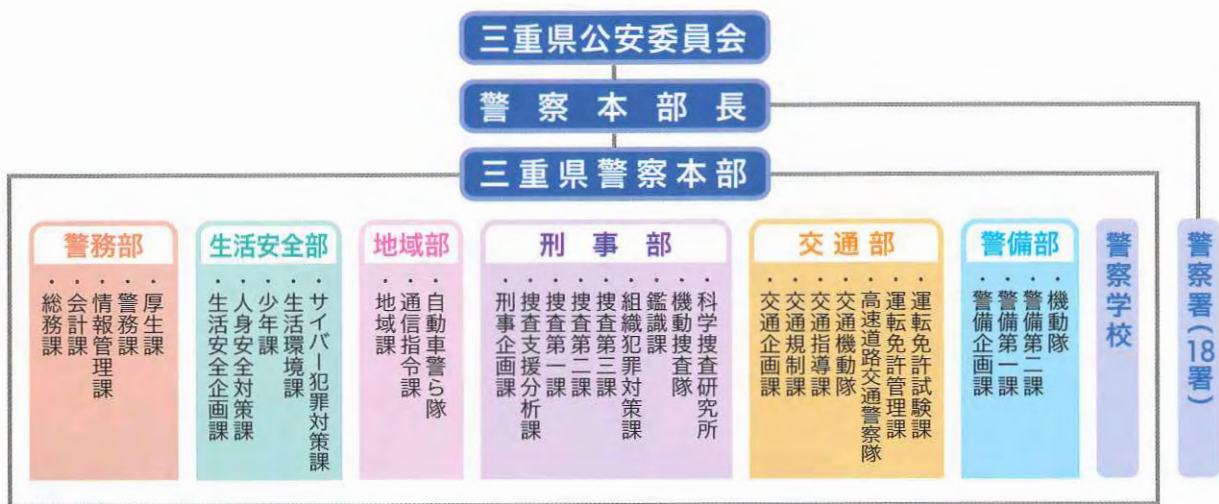 三重県公安委員会
警察本部長
三重県警察本部
警務部
・総務課
・会計課
・情報管理課
・警務課
・厚生課
生活安全部
・生活安全企画課
・人身安全対策課
・少年課
・生活環境課
・サイバー犯罪対策課
地域部
・地域課
・通信指令課
・自動車警ら隊
刑事部
・刑事企画課
・捜査支援分析課
・捜査第一課
・捜査第二課
・捜査第三課
・組織犯罪対策課
・鑑識課
・機動捜査隊
・科学捜査研究所
交通部
・交通企画課
・交通規制課
・交通指導課
・交通機動隊
・高速道路交通警察隊
・運転免許管理課
・運転免許試験課
警備部
・警備企画課
・警備第一課
・警備第二課
・機動隊
警察学校
警察署(18署)